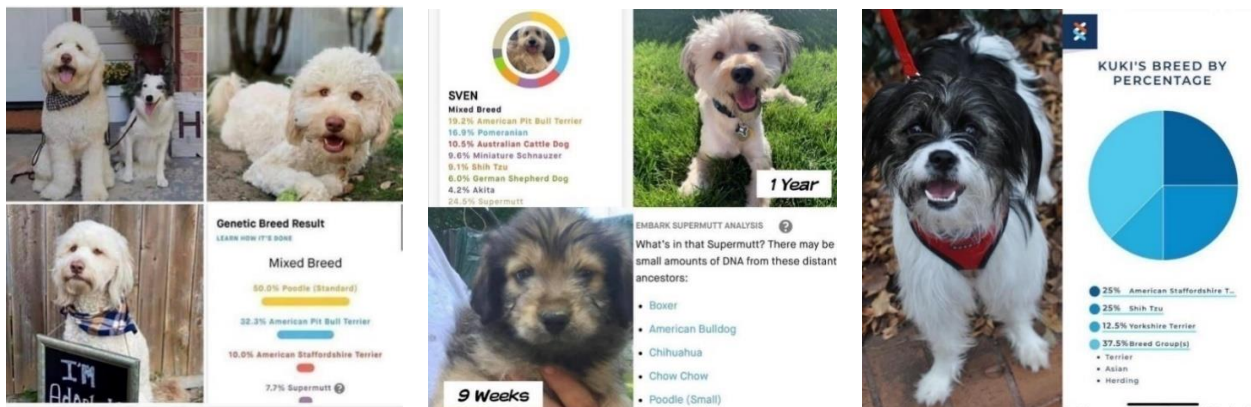 H
I'M
Adop
Genetic Breed Result
LEARN HOW IT'S DONE
Mixed Breed
50.0% Poodle (Standard)
32.3% American Pit Bull Terrier
10.0% American Staffordshire Terrier
7.7% Supermutt ?
SVEN
Mixed Breed
19.2% American Pit Bull Terrier
16.9% Pomeranian
10.5% Australian Cattle Dog
9.6% Miniature Schnauzer
9.1% Shih Tzu
6.0% German Shepherd Dog
4.2% Akita
24.5% Supermutt
1 Year
9 Weeks
EMBARK SUPERMUTT ANALYSIS ?
What's in that Supermutt? There may be
small amounts of DNA from these distant
ancestors:
• Boxer
• American Bulldog
• Chihuahua
• Chow Chow
• Poodle (Small)
KUKI'S BREED BY
PERCENTAGE
25% American Staffordshire T...
25% Shih Tzu
12.5% Yorkshire Terrier
37.5% Breed Group(s)
• Terrier
• Asian
• Herding